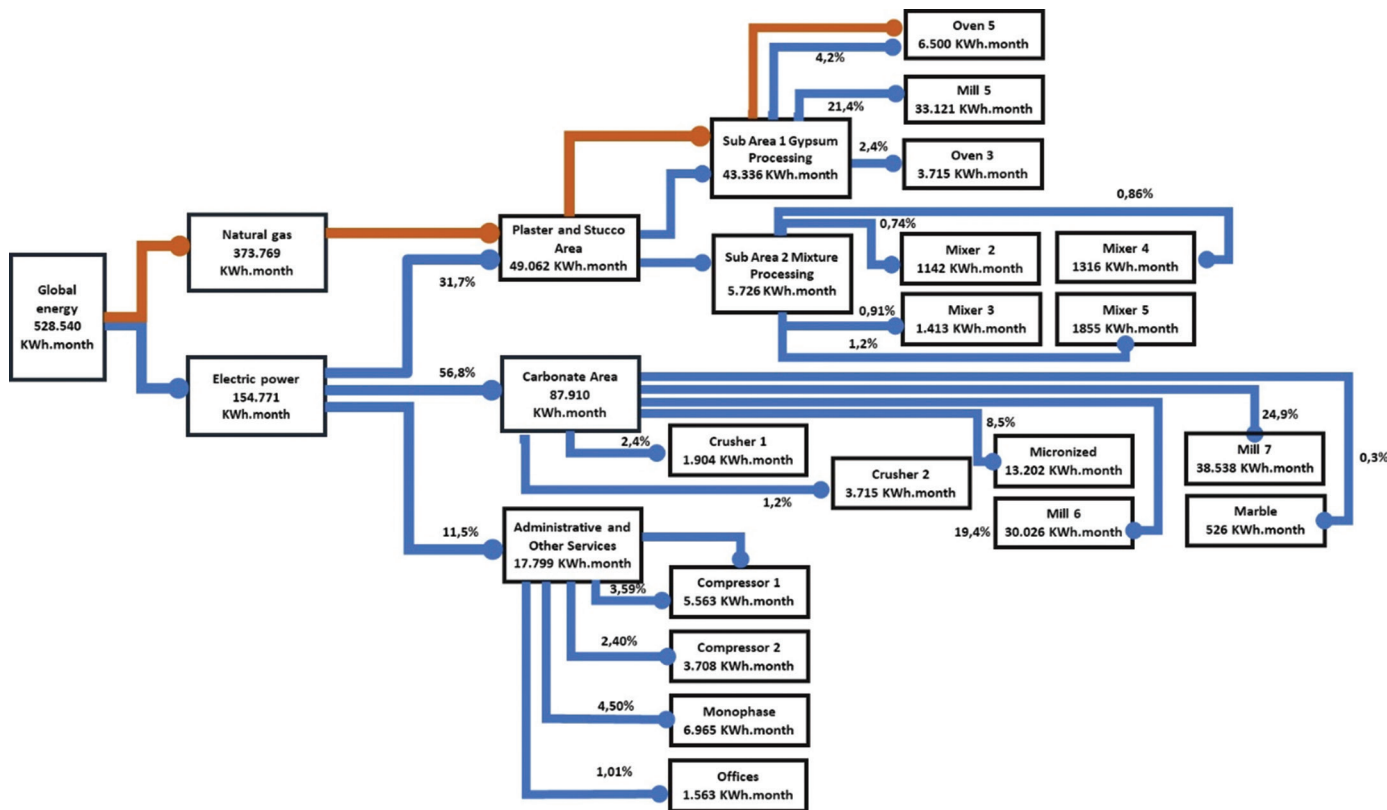 Global
energy
528.540
KWh.month
Natural gas
373.769
KWh.month
Electric power
154.771
KWh.month
31,7%
56,8%
11,5%
Plaster and Stucco
Area
49.062 KWh.month
Sub Area 1 Gypsum
Processing
43.336 KWh.month
4,2%
Oven 5
6.500 KWh.month
21,4%
Mill 5
33.121 KWh.month
2,4%
Oven 3
3.715 KWh.month
Sub Area 2 Mixture
Processing
5.726 KWh.month
0,74%
Mixer 2
1142 KWh.month
0,86%
Mixer 4
1316 KWh.month
0,91%
Mixer 3
1.413 KWh.month
1,2%
Mixer 5
1855 KWh.month
Carbonate Area
87.910
KWh.month
2,4%
Crusher 1
1.904 KWh.month
1,2%
Crusher 2
3.715 KWh.month
8,5%
Micronized
13.202 KWh.month
19,4%
Mill 6
30.026 KWh.month
24,9%
Mill 7
38.538 KWh.month
0,3%
Marble
526 KWh.month
Administrative and
Other Services
17.799 KWh.month
3,59%
Compressor 1
5.563 KWh.month
2,40%
Compressor 2
3.708 KWh.month
4,50%
Monophase
6.965 KWh.month
1,01%
Offices
1.563 KWh.month